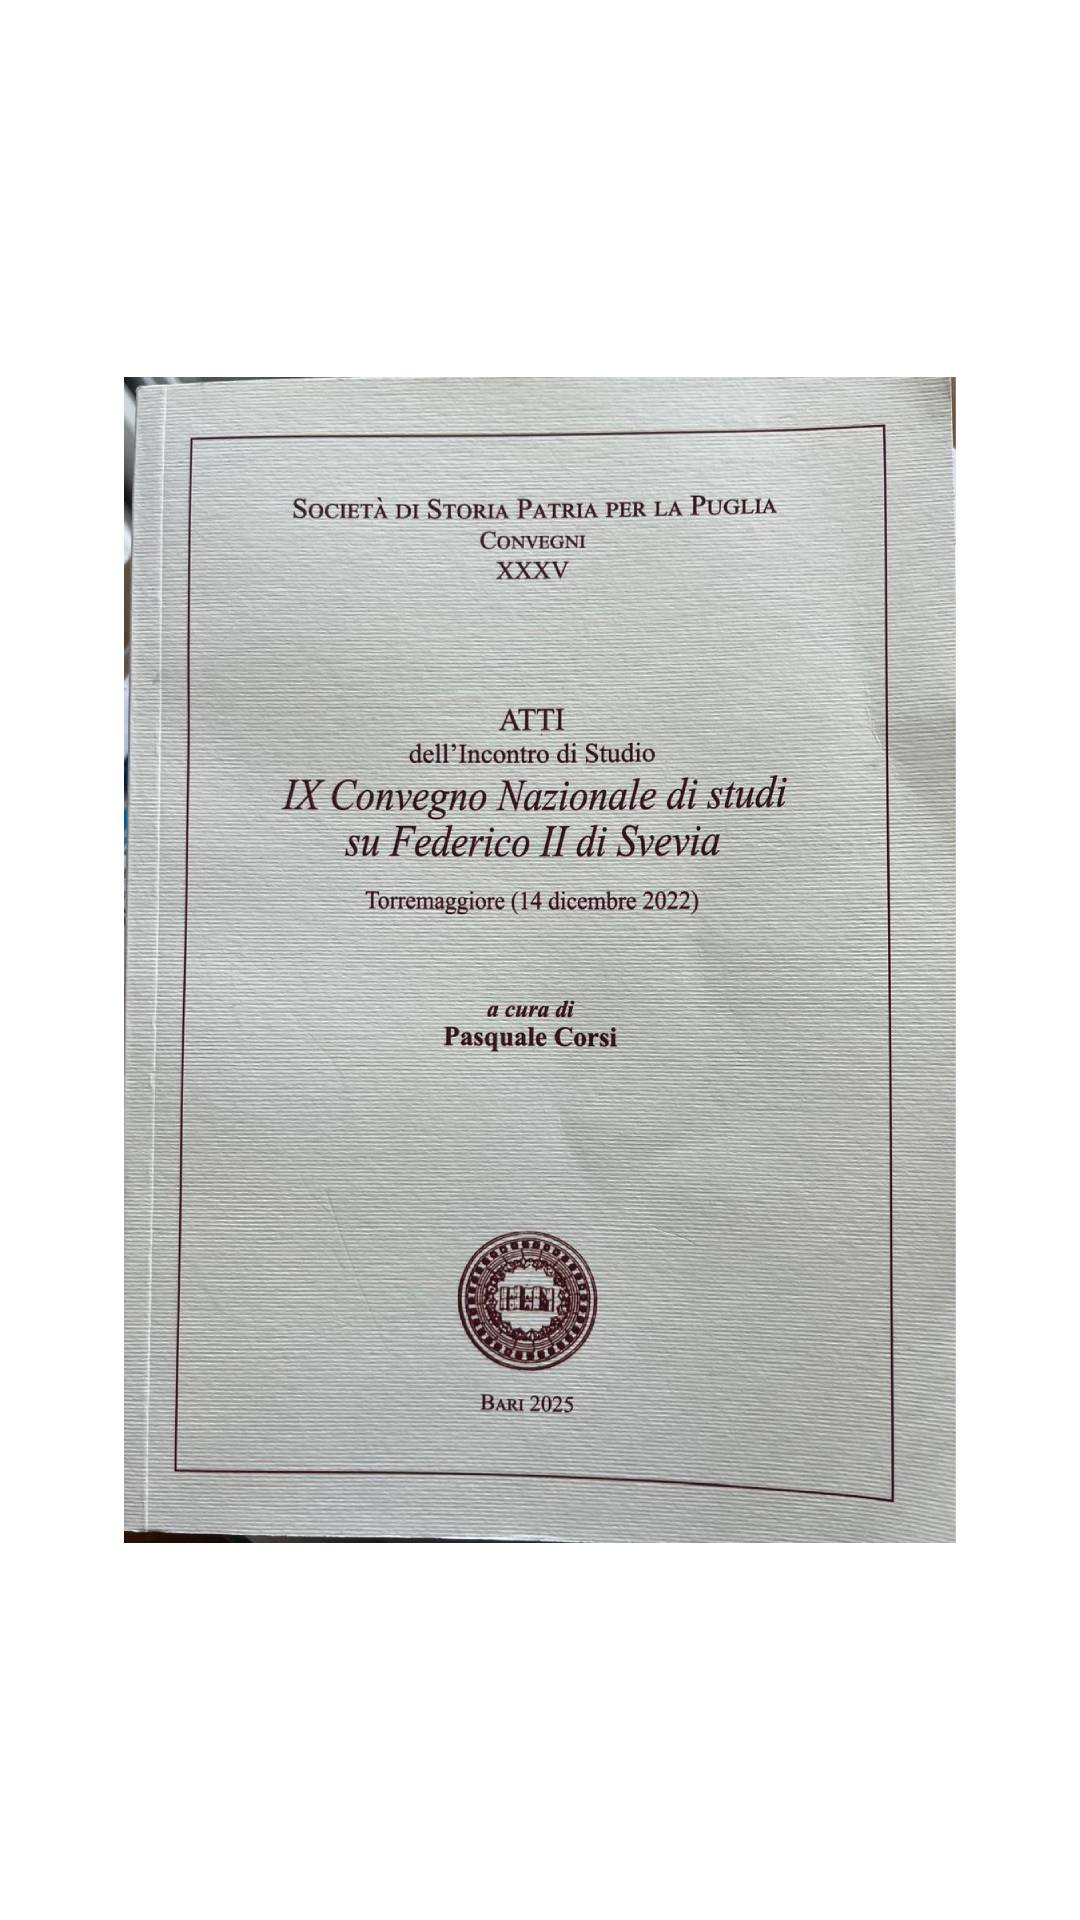 Società di Storia Patria per la Puglia
Convegni
XXXV
ATTI
dell'Incontro di Studio
IX Convegno Nazionale di studi
su Federico II di Svevia
Torremaggiore (14 dicembre 2022)
a cura di
Pasquale Corsi
Bari 2025